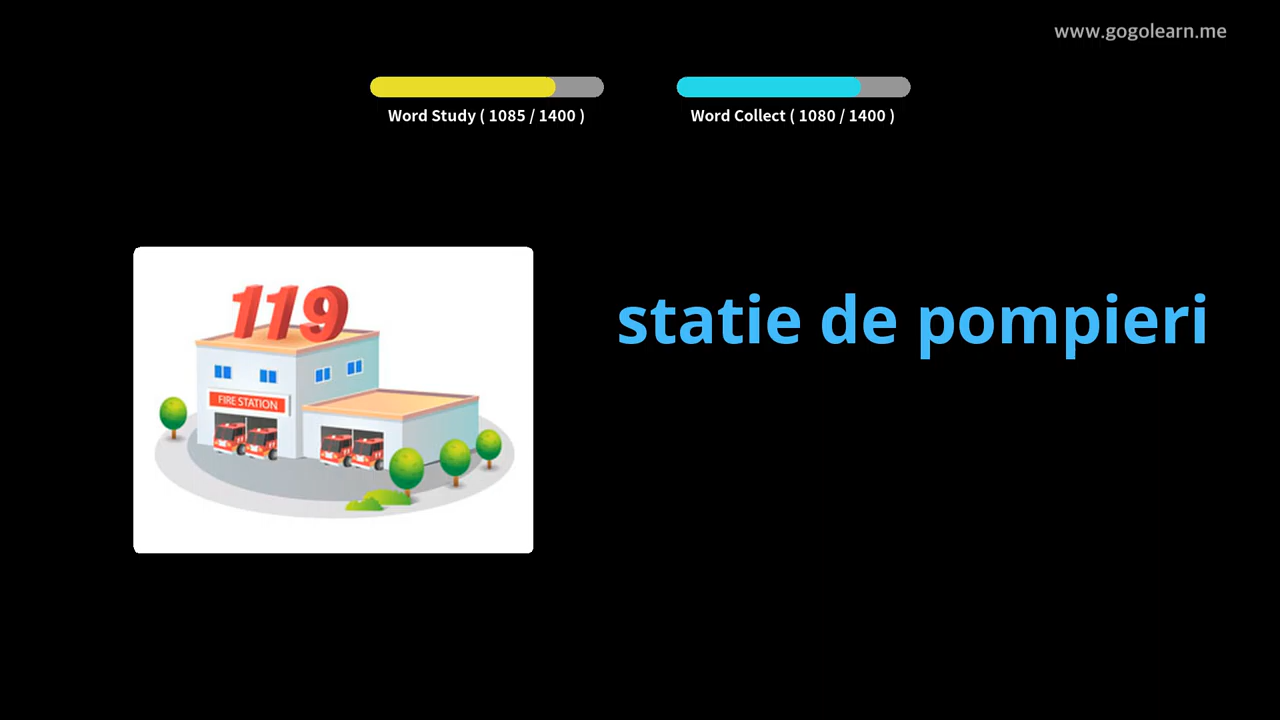 www.gogolearn.me
Word Study ( 1085 / 1400 )
Word Collect ( 1080 / 1400 )
119
FIRE STATION
statie de pompieri